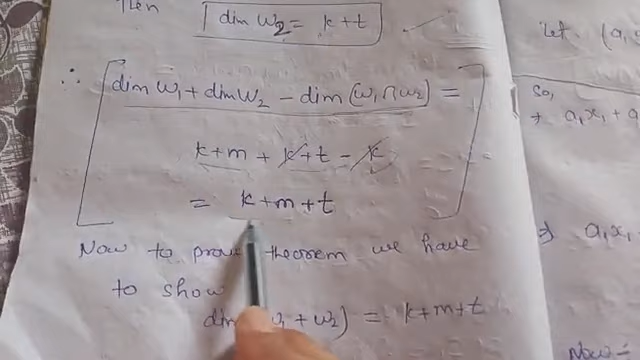 Then
dim W2 = k+t
∴ dim W1 + dim W2 - dim (W1 ∩ W2) =
k+m + k+t - k
= k+m+t
Now to prove theorem we have
to show
dim (W1 + W2) = k+m+t
Let (a,
So,
⇒ a1x1 + a
⇒ a1x1
Now =